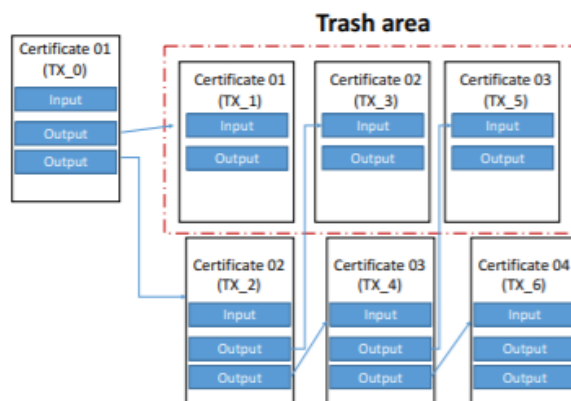 Trash area
Certificate 01
(TX_0)
Input
Output
Output
Certificate 01
(TX_1)
Input
Output
Certificate 02
(TX_3)
Input
Output
Certificate 03
(TX_5)
Input
Output
Certificate 02
(TX_2)
Input
Output
Output
Certificate 03
(TX_4)
Input
Output
Output
Certificate 04
(TX_6)
Input
Output
Output